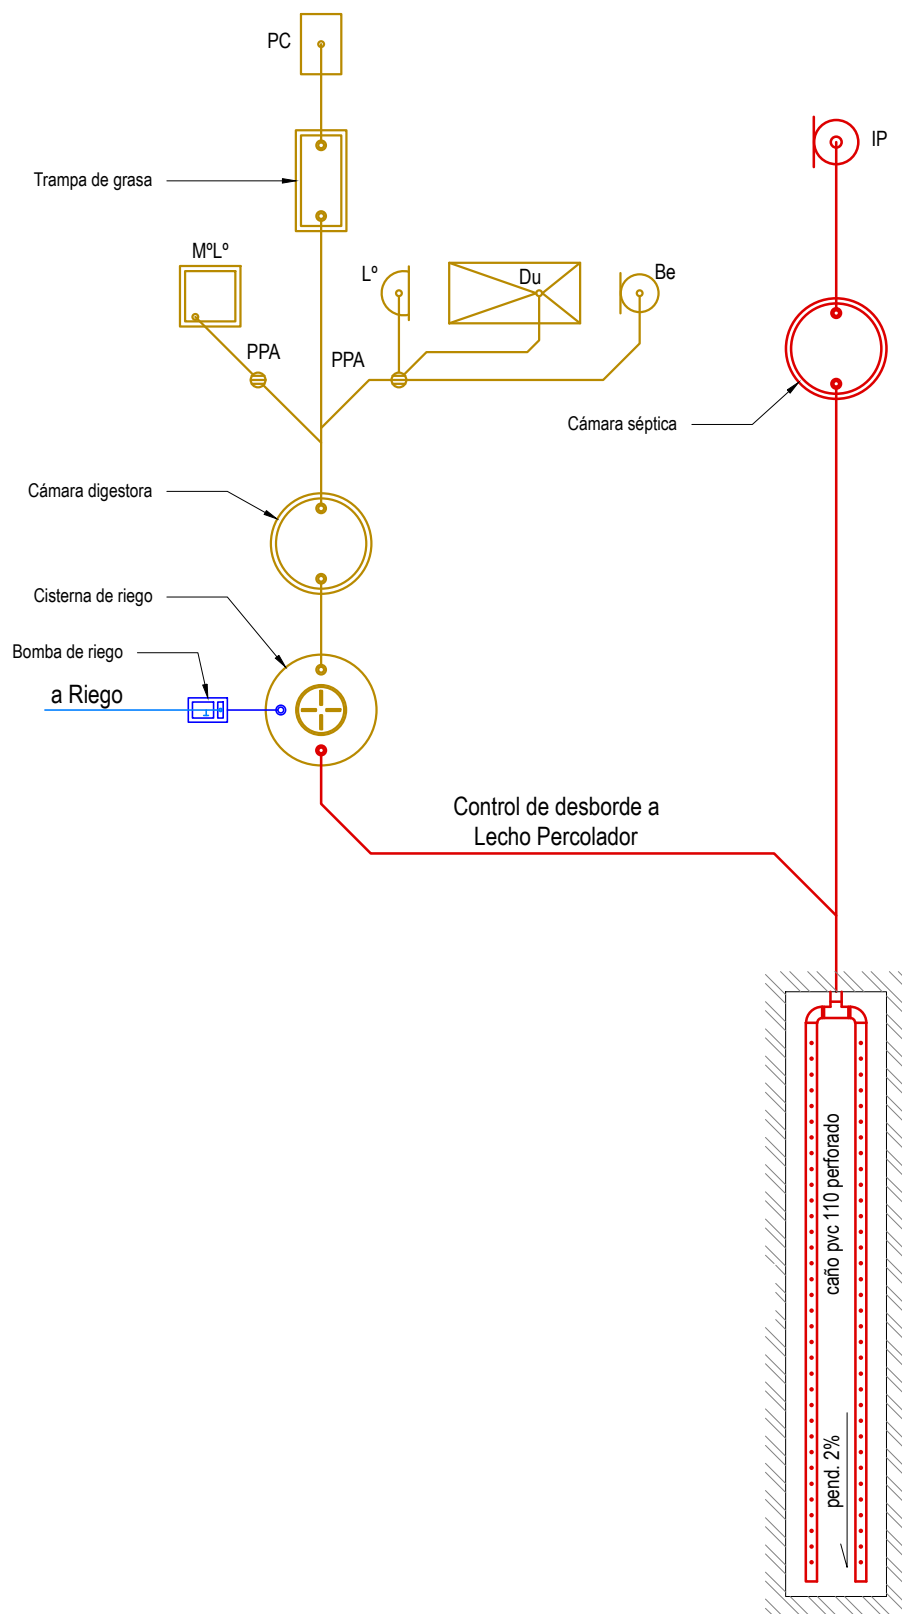 PC
IP
Trampa de grasa
MºLº
Lº
Du
Be
PPA
PPA
Cámara séptica
Cámara digestora
Cisterna de riego
Bomba de riego
a Riego
Control de desborde a
Lecho Percolador
caño pvc 110 perforado
pend. 2%